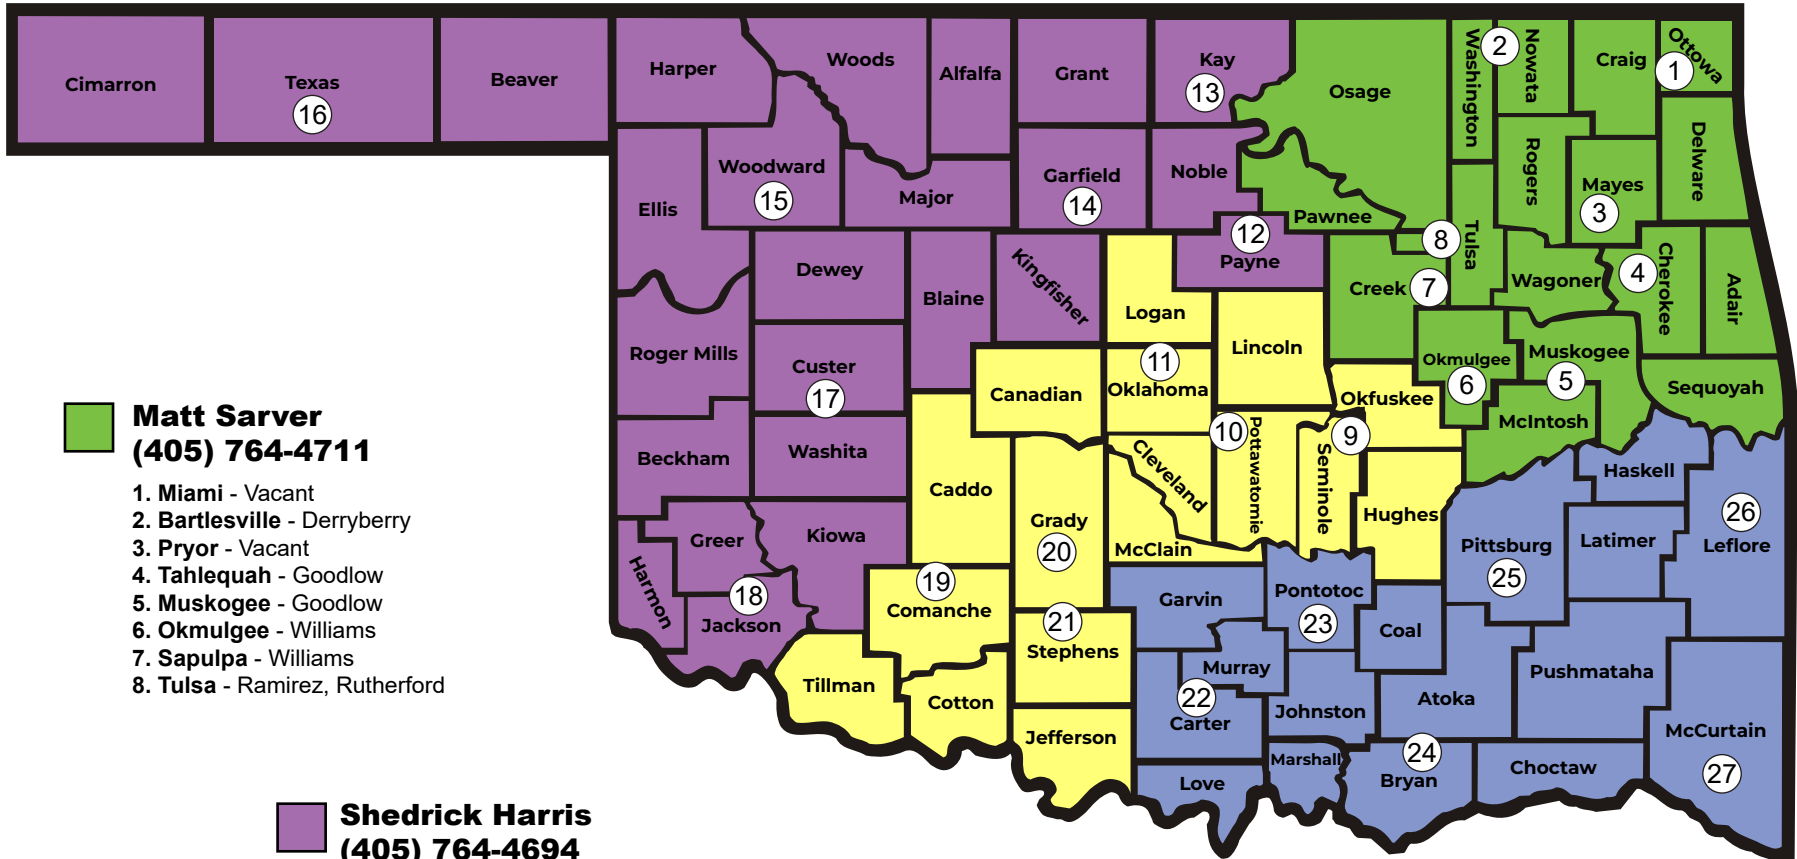 Cimarron
Texas
16
Beaver
Harper
Woods
Alfalfa
Grant
Kay
13
Osage
Washington
2
Nowata
Craig
Ottowa
1
Ellis
Woodward
15
Major
Garfield
14
Noble
Pawnee
Rogers
Mayes
3
Delware
Dewey
Blaine
Kingfisher
12
Payne
8
Tulsa
Creek
7
Wagoner
4
Cherokee
Adair
Roger Mills
Custer
17
Logan
Lincoln
11
Oklahoma
Canadian
Okfuskee
Okmulgee
6
Muskogee
5
Sequoyah
McIntosh
Beckham
Washita
Caddo
Cleveland
10
Pottawatomie
9
Seminole
Hughes
Haskell
Greer
Kiowa
Harmon
18
Jackson
Grady
20
McClain
Pittsburg
25
Latimer
26
Leflore
19
Comanche
21
Stephens
Garvin
Pontotoc
23
Coal
Tillman
Cotton
Murray
22
Carter
Johnston
Atoka
Pushmataha
McCurtain
27
Jefferson
Love
Marshall
24
Bryan
Choctaw
Matt Sarver
(405) 764-4711
1. Miami - Vacant
2. Bartlesville - Derryberry
3. Pryor - Vacant
4. Tahlequah - Goodlow
5. Muskogee - Goodlow
6. Okmulgee - Williams
7. Sapulpa - Williams
8. Tulsa - Ramirez, Rutherford
Shedrick Harris
(405) 764-4694